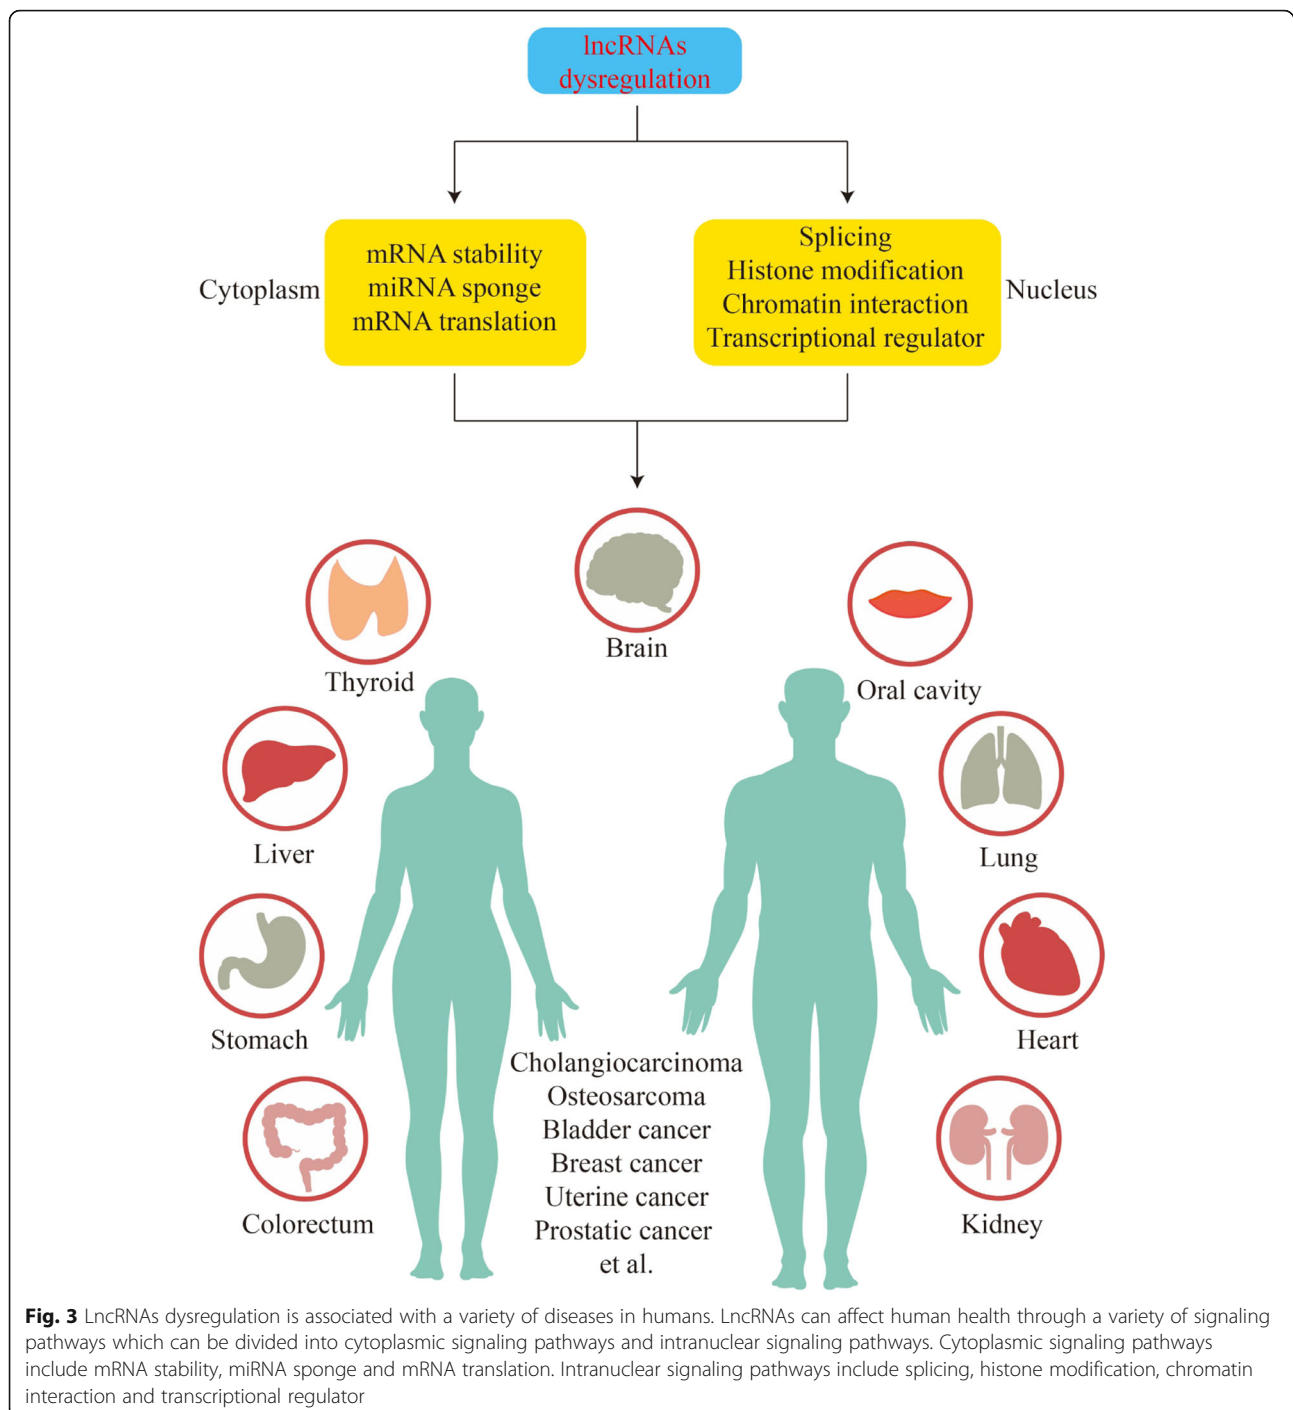 lncRNAs
dysregulation
Cytoplasm
mRNA stability
miRNA sponge
mRNA translation
Splicing
Histone modification
Chromatin interaction
Transcriptional regulator
Nucleus
Brain
Thyroid
Oral cavity
Liver
Lung
Stomach
Heart
Cholangiocarcinoma
Osteosarcoma
Bladder cancer
Breast cancer
Uterine cancer
Prostatic cancer
et al.
Colorectum
Kidney
Fig. 3 LncRNAs dysregulation is associated with a variety of diseases in humans. LncRNAs can affect human health through a variety of signaling
pathways which can be divided into cytoplasmic signaling pathways and intranuclear signaling pathways. Cytoplasmic signaling pathways
include mRNA stability, miRNA sponge and mRNA translation. Intranuclear signaling pathways include splicing, histone modification, chromatin
interaction and transcriptional regulator